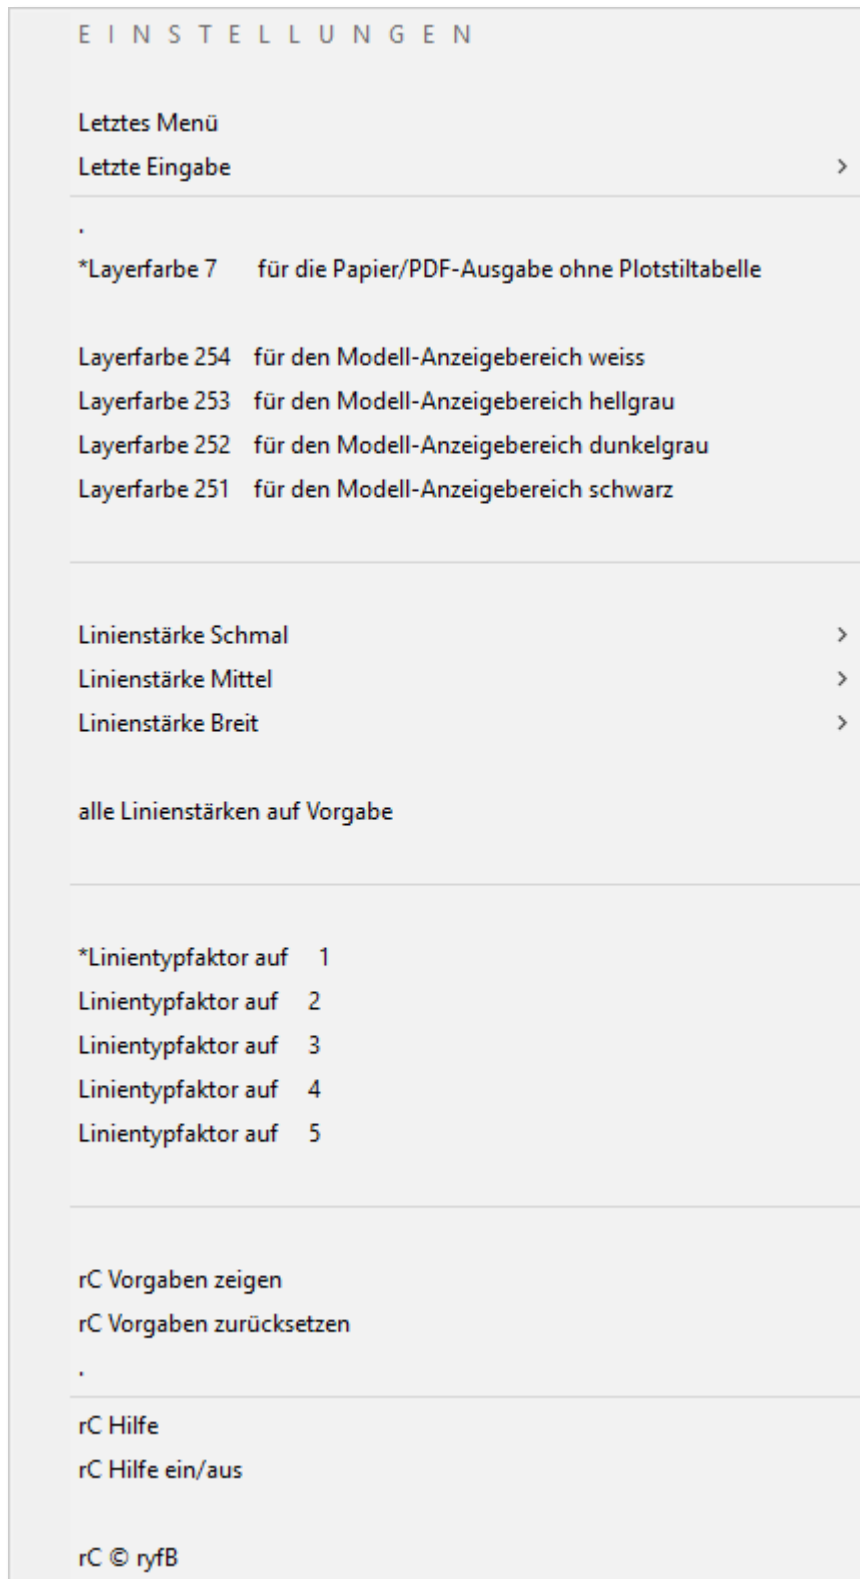 E I N S T E L L U N G E N
Letztes Menü
Letzte Eingabe >
.
*Layerfarbe 7 für die Papier/PDF-Ausgabe ohne Plotstiltabelle
Layerfarbe 254 für den Modell-Anzeigebereich weiss
Layerfarbe 253 für den Modell-Anzeigebereich hellgrau
Layerfarbe 252 für den Modell-Anzeigebereich dunkelgrau
Layerfarbe 251 für den Modell-Anzeigebereich schwarz
Linienstärke Schmal >
Linienstärke Mittel >
Linienstärke Breit >
alle Linienstärken auf Vorgabe
*Linientypfaktor auf 1
Linientypfaktor auf 2
Linientypfaktor auf 3
Linientypfaktor auf 4
Linientypfaktor auf 5
rC Vorgaben zeigen
rC Vorgaben zurücksetzen
.
rC Hilfe
rC Hilfe ein/aus
rC © ryfB